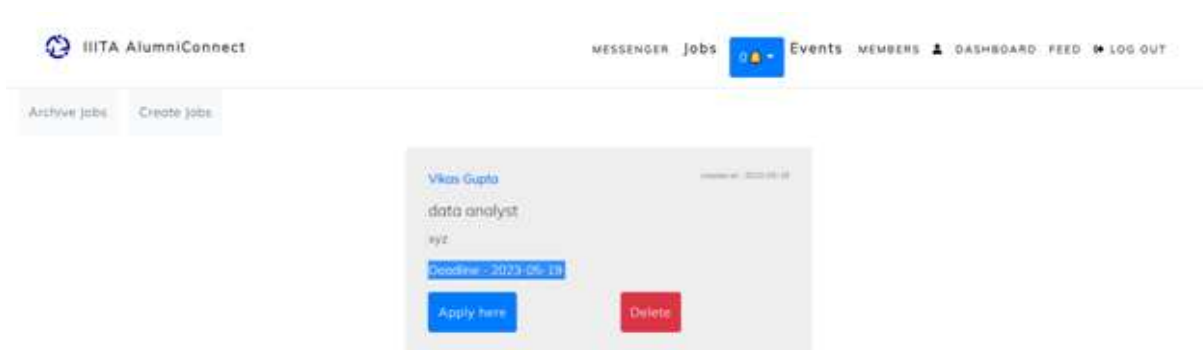 IIITA AlumniConnect
MESSENGER Jobs 0 Events MEMBERS DASHBOARD FEED LOG OUT
Archive Jobs Create Jobs
Vikas Gupta
data analyst
xyz
Deadline - 2023-05-19
Apply here Delete